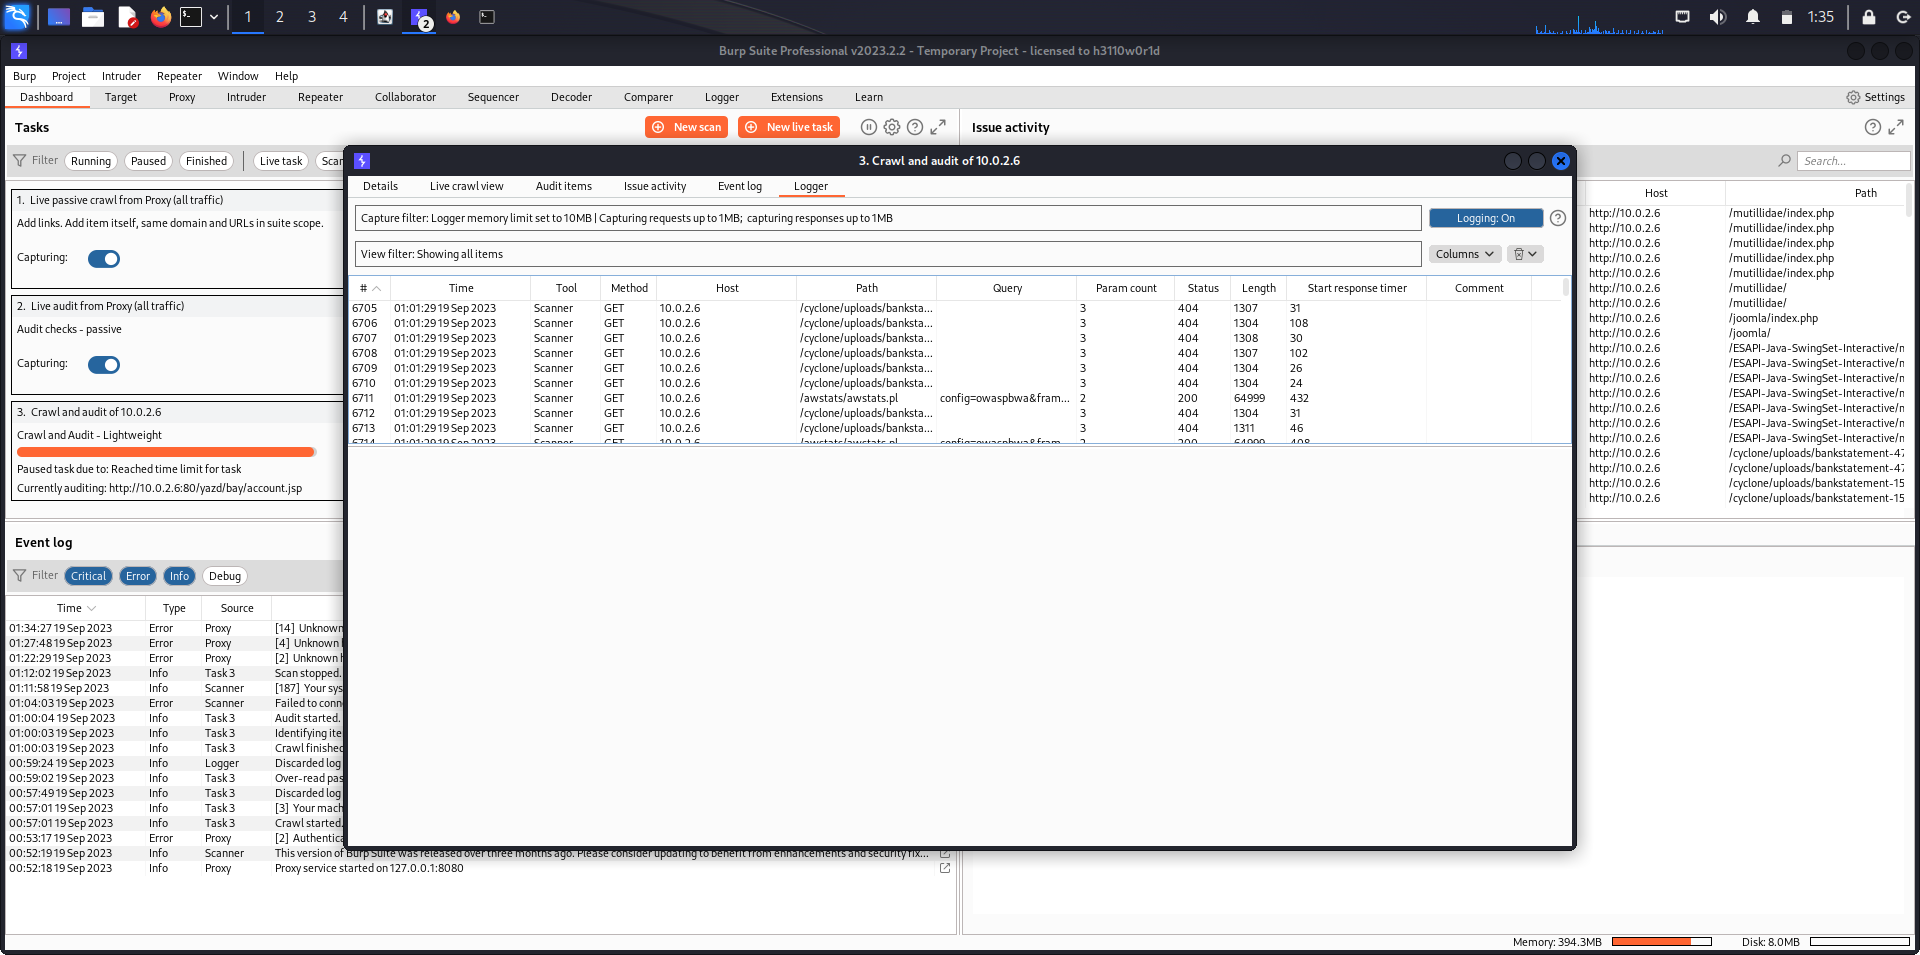 1 2 3 4 2 1:35
Burp Suite Professional v2023.2.2 - Temporary Project - licensed to h3110w0r1d
Burp Project Intruder Repeater Window Help
Dashboard Target Proxy Intruder Repeater Collaborator Sequencer Decoder Comparer Logger Extensions Learn Settings
Tasks New scan New live task Issue activity
Filter Running Paused Finished Live task Search...
Host Path
1. Live passive crawl from Proxy (all traffic)
Add links. Add item itself, same domain and URLs in suite scope.
Capturing:
2. Live audit from Proxy (all traffic)
Audit checks - passive
Capturing:
3. Crawl and audit of 10.0.2.6
Crawl and Audit - Lightweight
Paused task due to: Reached time limit for task
Currently auditing: http://10.0.2.6:80/yazd/bay/account.jsp
http://10.0.2.6 /mutillidae/index.php
http://10.0.2.6 /mutillidae/index.php
http://10.0.2.6 /mutillidae/index.php
http://10.0.2.6 /mutillidae/index.php
http://10.0.2.6 /mutillidae/index.php
http://10.0.2.6 /mutillidae/
http://10.0.2.6 /mutillidae/
http://10.0.2.6 /joomla/index.php
http://10.0.2.6 /joomla/
http://10.0.2.6 /ESAPI-Java-SwingSet-Interactive/
http://10.0.2.6 /ESAPI-Java-SwingSet-Interactive/
http://10.0.2.6 /ESAPI-Java-SwingSet-Interactive/
http://10.0.2.6 /ESAPI-Java-SwingSet-Interactive/
http://10.0.2.6 /ESAPI-Java-SwingSet-Interactive/
http://10.0.2.6 /ESAPI-Java-SwingSet-Interactive/
http://10.0.2.6 /ESAPI-Java-SwingSet-Interactive/
http://10.0.2.6 /cyclone/uploads/bankstatement-47
http://10.0.2.6 /cyclone/uploads/bankstatement-47
http://10.0.2.6 /cyclone/uploads/bankstatement-15
http://10.0.2.6 /cyclone/uploads/bankstatement-15
3. Crawl and audit of 10.0.2.6
Details Live crawl view Audit items Issue activity Event log Logger
Capture filter: Logger memory limit set to 10MB | Capturing requests up to 1MB; capturing responses up to 1MB Logging: On
View filter: Showing all items Columns
# Time Tool Method Host Path Query Param count Status Length Start response timer Comment
6705 01:01:29 19 Sep 2023 Scanner GET 10.0.2.6 /cyclone/uploads/banksta... 3 404 1307 31
6706 01:01:29 19 Sep 2023 Scanner GET 10.0.2.6 /cyclone/uploads/banksta... 3 404 1304 108
6707 01:01:29 19 Sep 2023 Scanner GET 10.0.2.6 /cyclone/uploads/banksta... 3 404 1308 30
6708 01:01:29 19 Sep 2023 Scanner GET 10.0.2.6 /cyclone/uploads/banksta... 3 404 1307 102
6709 01:01:29 19 Sep 2023 Scanner GET 10.0.2.6 /cyclone/uploads/banksta... 3 404 1304 26
6710 01:01:29 19 Sep 2023 Scanner GET 10.0.2.6 /cyclone/uploads/banksta... 3 404 1304 24
6711 01:01:29 19 Sep 2023 Scanner GET 10.0.2.6 /awstats/awstats.pl config=owaspbwa&fram... 2 200 64999 432
6712 01:01:29 19 Sep 2023 Scanner GET 10.0.2.6 /cyclone/uploads/banksta... 3 404 1304 31
6713 01:01:29 19 Sep 2023 Scanner GET 10.0.2.6 /cyclone/uploads/banksta... 3 404 1311 46
6714 01:01:29 19 Sep 2023 Scanner GET 10.0.2.6 /awstats/awstats.pl config=owaspbwa&fram... 2 200 64999 408
Event log
Filter Critical Error Info Debug
Time Type Source
01:34:27 19 Sep 2023 Error Proxy [14] Unknown
01:27:48 19 Sep 2023 Error Proxy [4] Unknown
01:22:29 19 Sep 2023 Error Proxy [2] Unknown
01:12:02 19 Sep 2023 Info Task 3 Scan stopped.
01:11:58 19 Sep 2023 Info Scanner [187] Your sys
01:04:03 19 Sep 2023 Error Scanner Failed to conn
01:00:04 19 Sep 2023 Info Task 3 Audit started.
01:00:03 19 Sep 2023 Info Task 3 Identifying ite
01:00:03 19 Sep 2023 Info Task 3 Crawl finished
00:59:24 19 Sep 2023 Info Logger Discarded log
00:59:02 19 Sep 2023 Info Task 3 Over-read pas
00:57:49 19 Sep 2023 Info Task 3 Discarded log
00:57:01 19 Sep 2023 Info Task 3 [3] Your mach
00:57:01 19 Sep 2023 Info Task 3 Crawl started.
00:53:17 19 Sep 2023 Error Proxy [2] Authentica
00:52:19 19 Sep 2023 Info Scanner This version of Burp Suite was released over three months ago. Please consider updating to benefit from enhancements and security fix...
00:52:18 19 Sep 2023 Info Proxy Proxy service started on 127.0.0.1:8080
Memory: 394.3MB Disk: 8.0MB